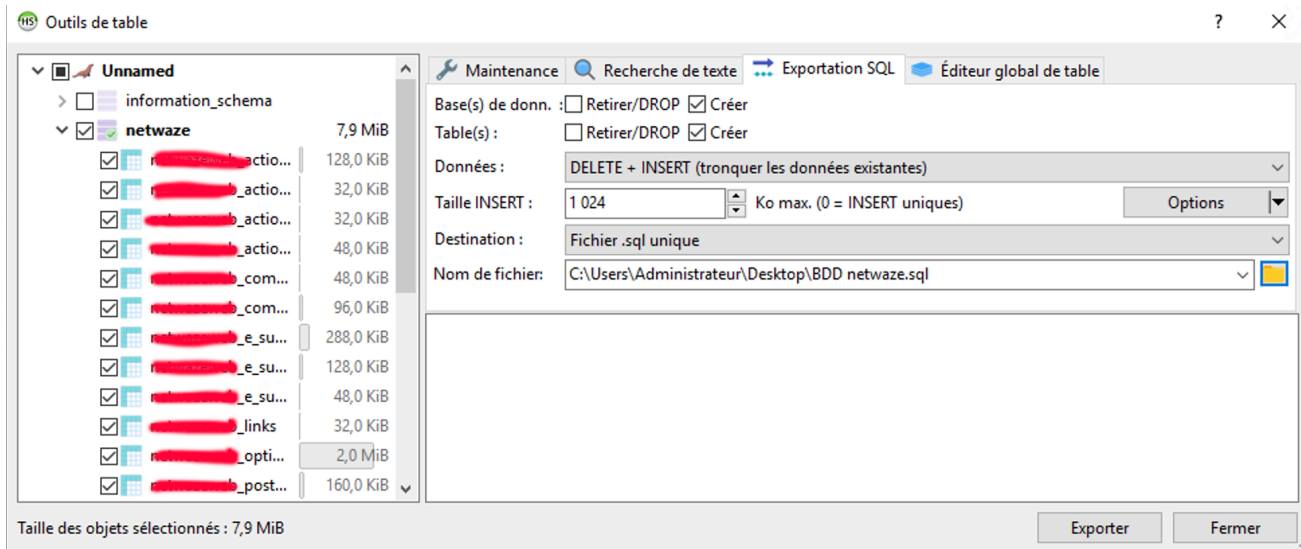 HS Outils de table ? ×
Unnamed
information_schema
netwaze 7,9 MiB
_actio... 128,0 KiB
_actio... 32,0 KiB
_actio... 32,0 KiB
_actio... 48,0 KiB
_com... 48,0 KiB
_com... 96,0 KiB
_e_su... 288,0 KiB
_e_su... 128,0 KiB
_e_su... 48,0 KiB
_links 32,0 KiB
_opti... 2,0 MiB
_post... 160,0 KiB
Taille des objets sélectionnés : 7,9 MiB
Maintenance Recherche de texte Exportation SQL Éditeur global de table
Base(s) de donn. : Retirer/DROP Créer
Table(s) : Retirer/DROP Créer
Données : DELETE + INSERT (tronquer les données existantes)
Taille INSERT : 1 024 Ko max. (0 = INSERT uniques) Options
Destination : Fichier .sql unique
Nom de fichier: C:\Users\Administrateur\Desktop\BDD netwaze.sql
Exporter Fermer